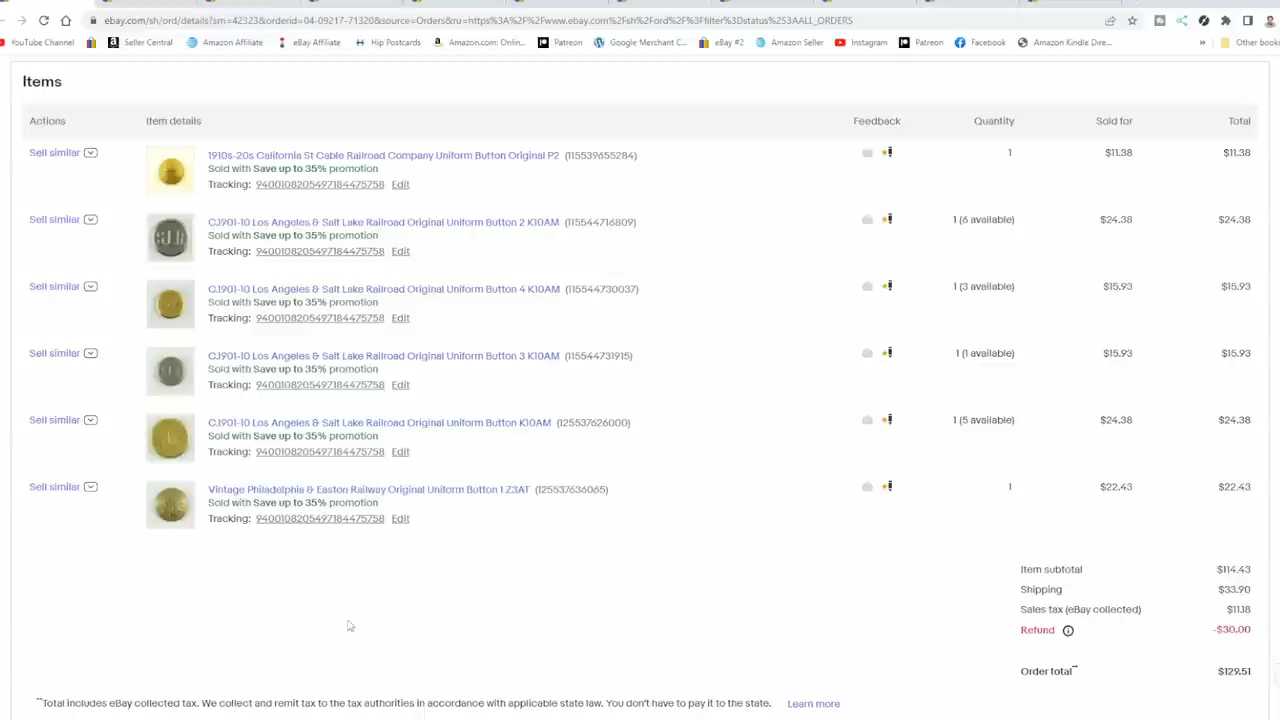 ebay.com/sh/ord/details?sm=42323&orderid=04-09217-71320&source=Orders&ru=https%3A%2F%2Fwww.ebay.com%2Fsh%2Ford%2F%3Ffilter%3Dstatus%253AALL_ORDERS
YouTube Channel Seller Central Amazon Affiliate eBay Affiliate Hip Postcards Amazon.com: Onlin... Patreon Google Merchant C... eBay #2 Amazon Seller Instagram Patreon Facebook Amazon Kindle Dire... » Other book
Items
Actions Item details Feedback Quantity Sold for Total
Sell similar 1910s-20s California St Cable Railroad Company Uniform Button Original P2 (115539655284) 1 $11.38 $11.38
Sold with Save up to 35% promotion
Tracking: 9400108205497184475758 Edit
Sell similar CJ901-10 Los Angeles & Salt Lake Railroad Original Uniform Button 2 K10AM (115544716809) 1 (6 available) $24.38 $24.38
Sold with Save up to 35% promotion
Tracking: 9400108205497184475758 Edit
Sell similar CJ901-10 Los Angeles & Salt Lake Railroad Original Uniform Button 4 K10AM (115544730037) 1 (3 available) $15.93 $15.93
Sold with Save up to 35% promotion
Tracking: 9400108205497184475758 Edit
Sell similar CJ901-10 Los Angeles & Salt Lake Railroad Original Uniform Button 3 K10AM (115544731915) 1 (1 available) $15.93 $15.93
Sold with Save up to 35% promotion
Tracking: 9400108205497184475758 Edit
Sell similar CJ901-10 Los Angeles & Salt Lake Railroad Original Uniform Button K10AM (125537626000) 1 (5 available) $24.38 $24.38
Sold with Save up to 35% promotion
Tracking: 9400108205497184475758 Edit
Sell similar Vintage Philadelphia & Easton Railway Original Uniform Button 1 Z3AT (125537636065) 1 $22.43 $22.43
Sold with Save up to 35% promotion
Tracking: 9400108205497184475758 Edit
Item subtotal $114.43
Shipping $33.90
Sales tax (eBay collected) $11.18
Refund -$30.00
Order total** $129.51
**Total includes eBay collected tax. We collect and remit tax to the tax authorities in accordance with applicable state law. You don't have to pay it to the state. Learn more